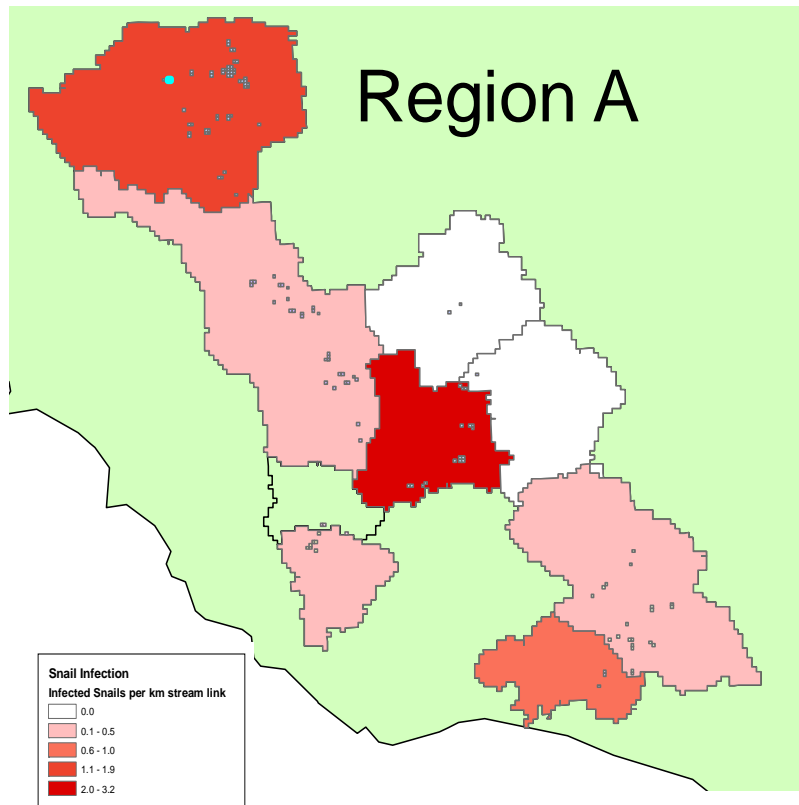 Region A
Snail Infection
Infected Snails per km stream link
0.0
0.1 - 0.5
0.6 - 1.0
1.1 - 1.9
2.0 - 3.2